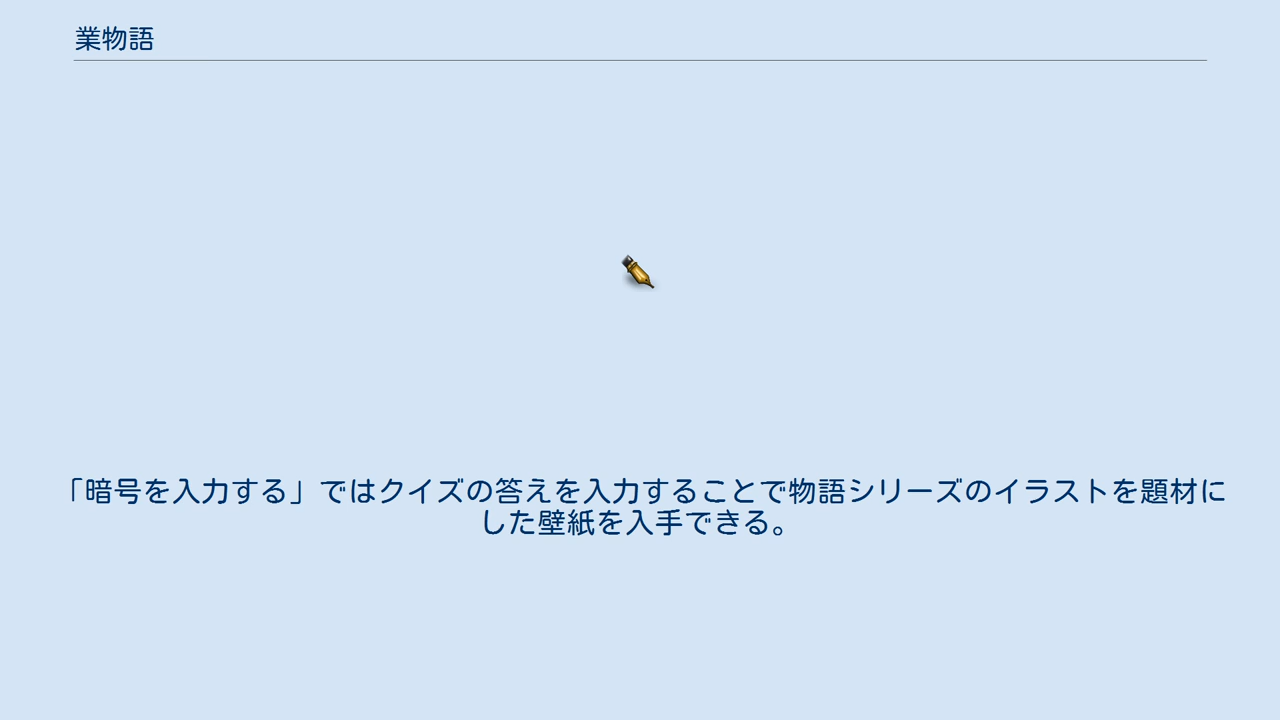 業物語
「暗号を入力する」ではクイズの答えを入力することで物語シリーズのイラストを題材に
した壁紙を入手できる。